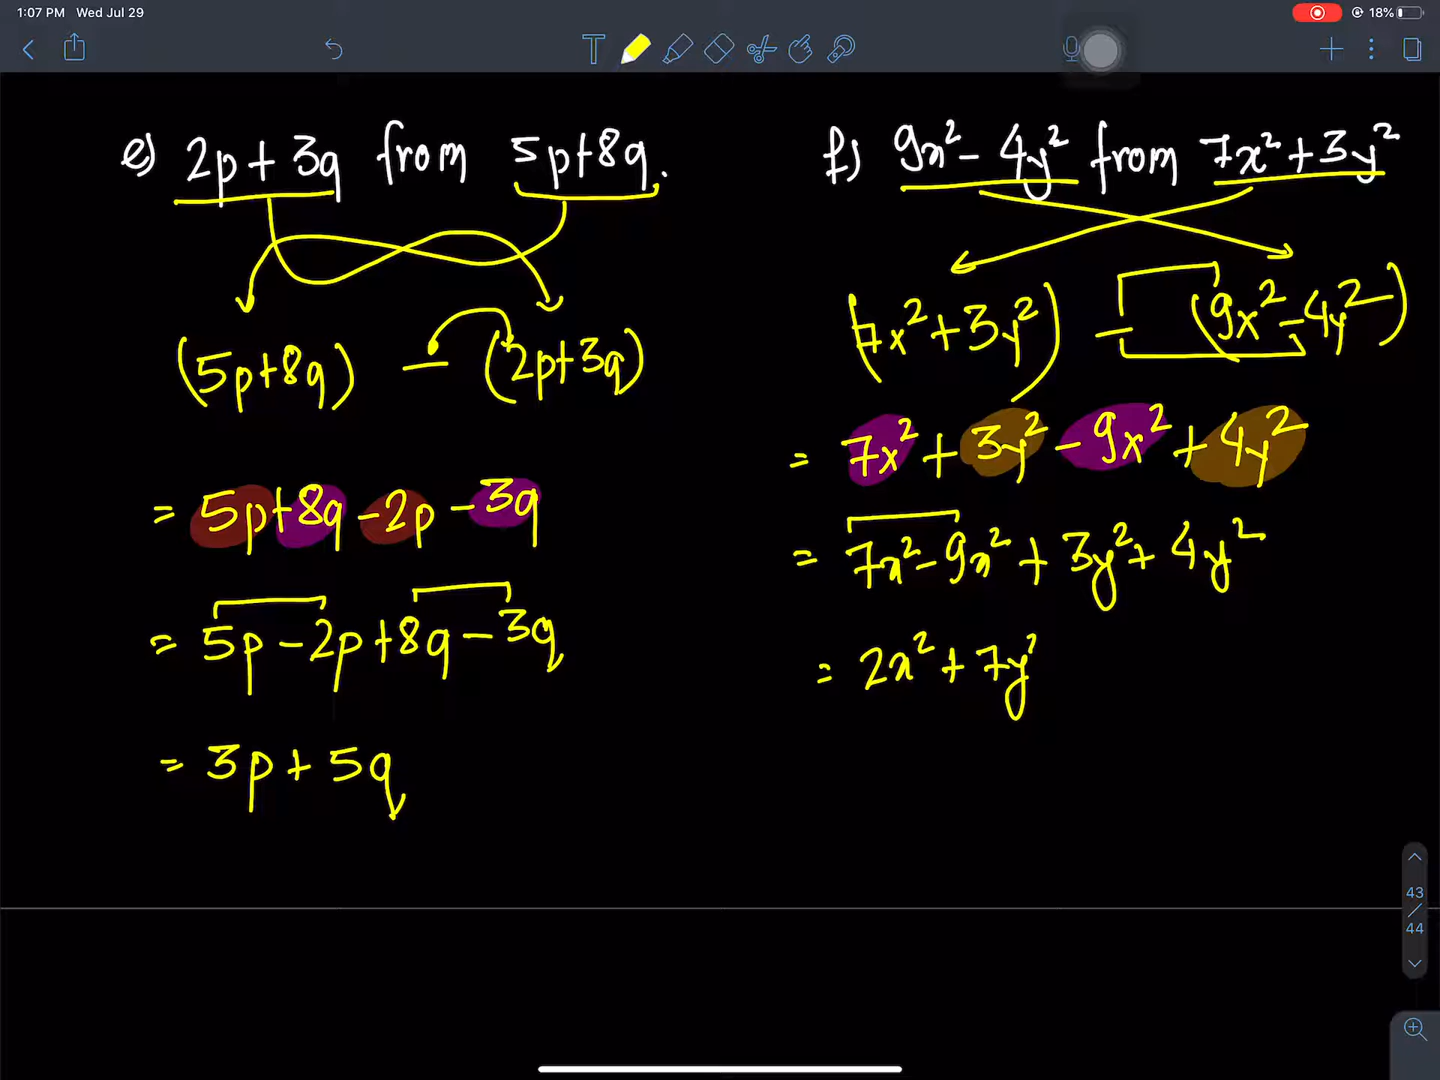 1:07 PM Wed Jul 29
18%
e) 2p + 3q from 5p+8q.
(5p+8q) - (2p+3q)
= 5p+8q -2p -3q
= 5p -2p +8q -3q
= 3p + 5q
f) 9x² - 4y² from 7x² + 3y²
(7x² + 3y²) - (9x² - 4y²)
= 7x² + 3y² - 9x² + 4y²
= 7x² - 9x² + 3y² + 4y²
= 2x² + 7y²
43
44